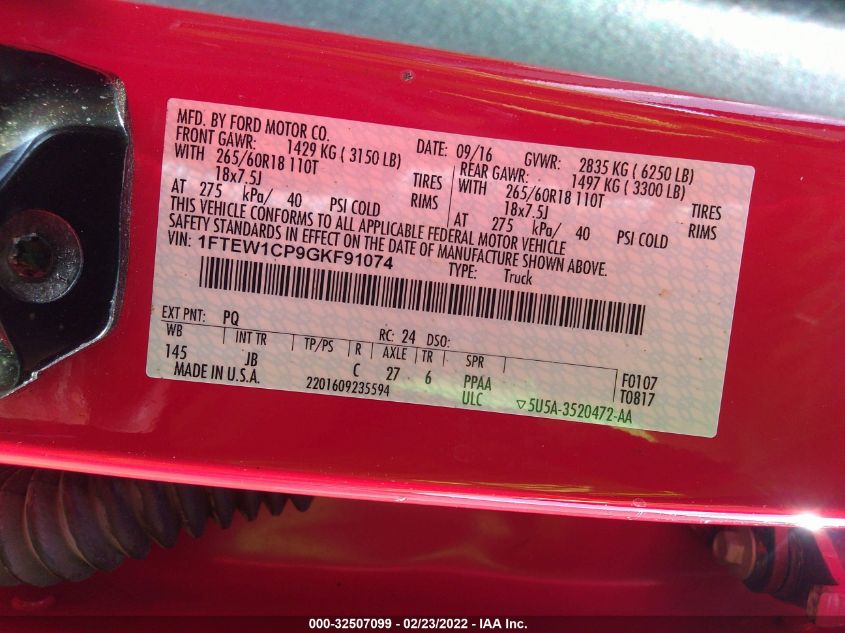 MFD. BY FORD MOTOR CO.
DATE: 09/16 GVWR: 2835 KG ( 6250 LB)
FRONT GAWR: 1429 KG ( 3150 LB) REAR GAWR: 1497 KG ( 3300 LB)
WITH 265/60R18 110T TIRES WITH 265/60R18 110T TIRES
18x7.5J RIMS 18x7.5J RIMS
AT 275 kPa/ 40 PSI COLD AT 275 kPa/ 40 PSI COLD
THIS VEHICLE CONFORMS TO ALL APPLICABLE FEDERAL MOTOR VEHICLE
SAFETY STANDARDS IN EFFECT ON THE DATE OF MANUFACTURE SHOWN ABOVE.
VIN: 1FTEW1CP9GKF91074 TYPE: Truck
EXT PNT: PQ RC: 24 DSO:
WB INT TR TP/PS R AXLE TR SPR
145 JB C 27 6 PPAA F0107
ULC T0817
MADE IN U.S.A. 2201609235594 ▽5U5A-3520472-AA
000-32507099 - 02/23/2022 - IAA Inc.